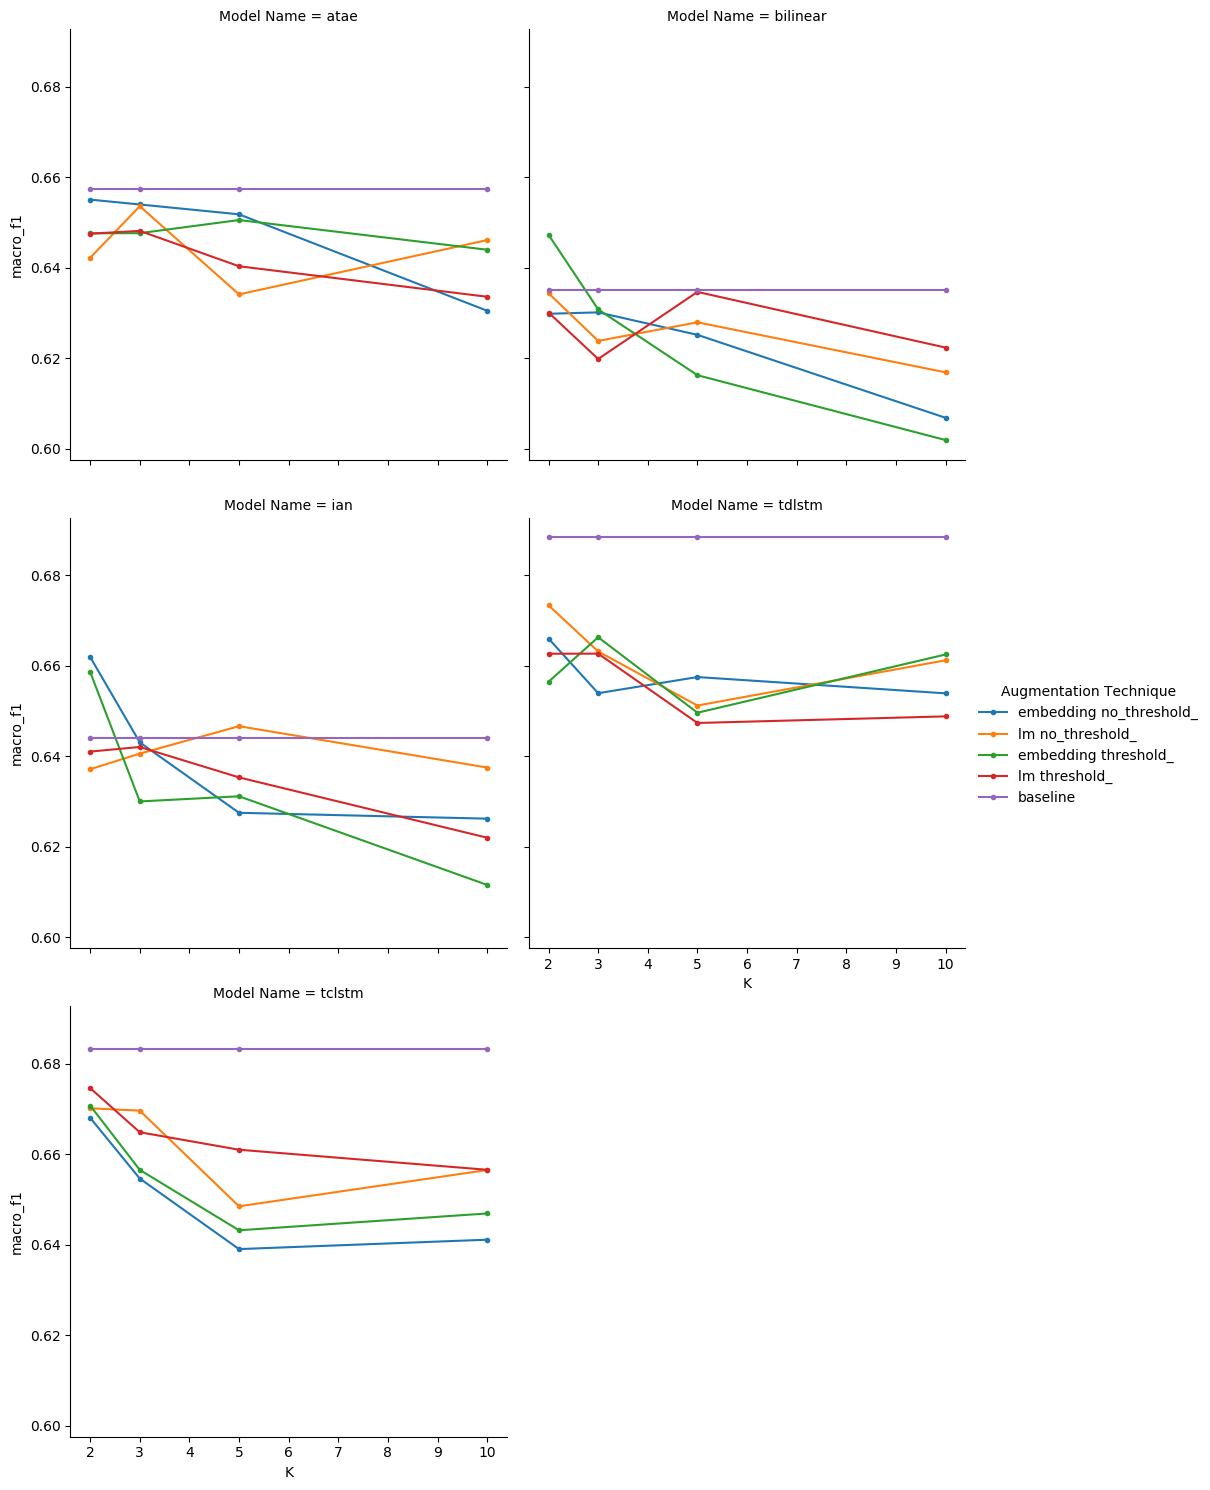 Model Name = atae
Model Name = bilinear
0.68
0.66
0.64
0.62
0.60
macro_f1
Model Name = ian
Model Name = tdlstm
0.68
0.66
0.64
0.62
0.60
macro_f1
2 3 4 5 6 7 8 9 10
K
Augmentation Technique
embedding no_threshold_
lm no_threshold_
embedding threshold_
lm threshold_
baseline
Model Name = tclstm
0.68
0.66
0.64
0.62
0.60
macro_f1
2 3 4 5 6 7 8 9 10
K